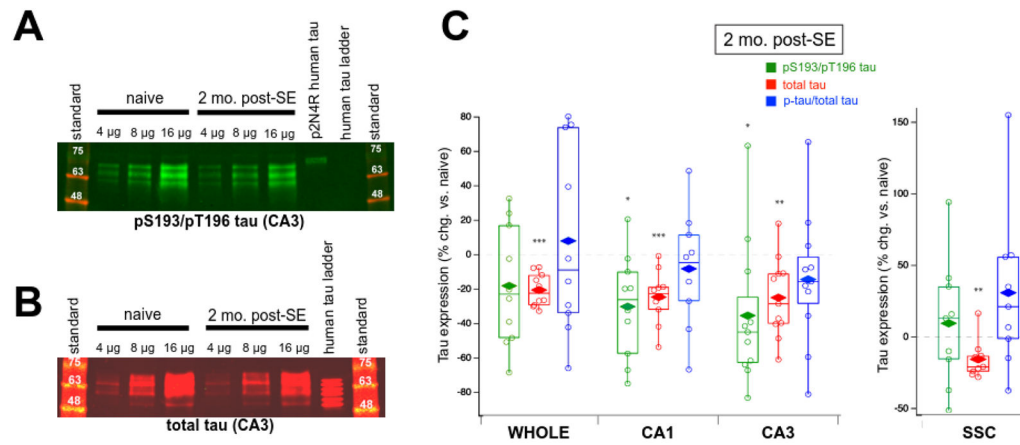 A
naive
2 mo. post-SE
standard
4 µg
8 µg
16 µg
4 µg
8 µg
16 µg
p2N4R human tau
human tau ladder
standard
75
63
48
75
63
48
pS193/pT196 tau (CA3)
B
naive
2 mo. post-SE
standard
4 µg
8 µg
16 µg
4 µg
8 µg
16 µg
human tau ladder
standard
75
63
48
75
63
48
total tau (CA3)
C
2 mo. post-SE
pS193/pT196 tau
total tau
p-tau/total tau
Tau expression (% chg. vs. naive)
80
60
40
20
0
-20
-40
-60
-80
***
*
***
*
**
WHOLE
CA1
CA3
Tau expression (% chg. vs. naive)
150
100
50
0
-50
**
SSC